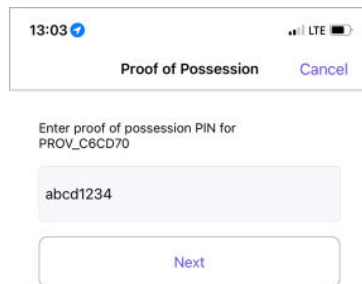 13:03 LTE
Proof of Possession Cancel
Enter proof of possession PIN for
PROV_C6CD70
abcd1234
Next